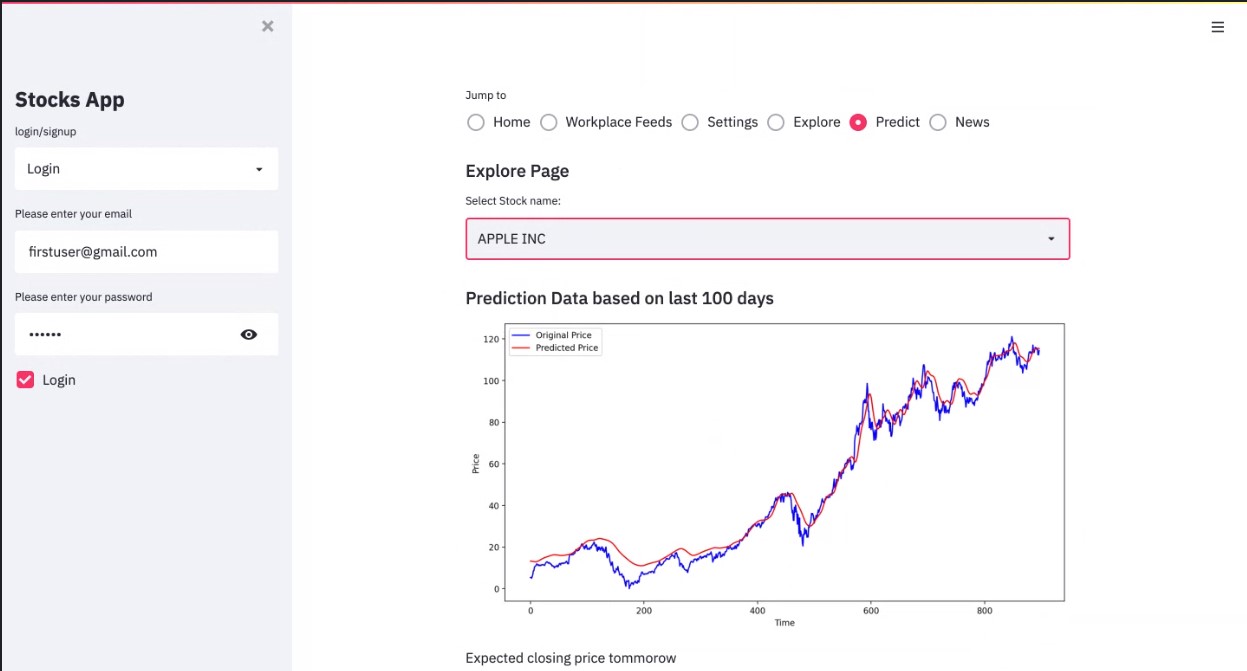 Stocks App
login/signup
Login
Please enter your email
firstuser@gmail.com
Please enter your password
••••••
Login
Jump to
Home Workplace Feeds Settings Explore Predict News
Explore Page
Select Stock name:
APPLE INC
Prediction Data based on last 100 days
Original Price
Predicted Price
120
100
80
60
40
20
0
Price
0 200 400 600 800
Time
Expected closing price tommorow